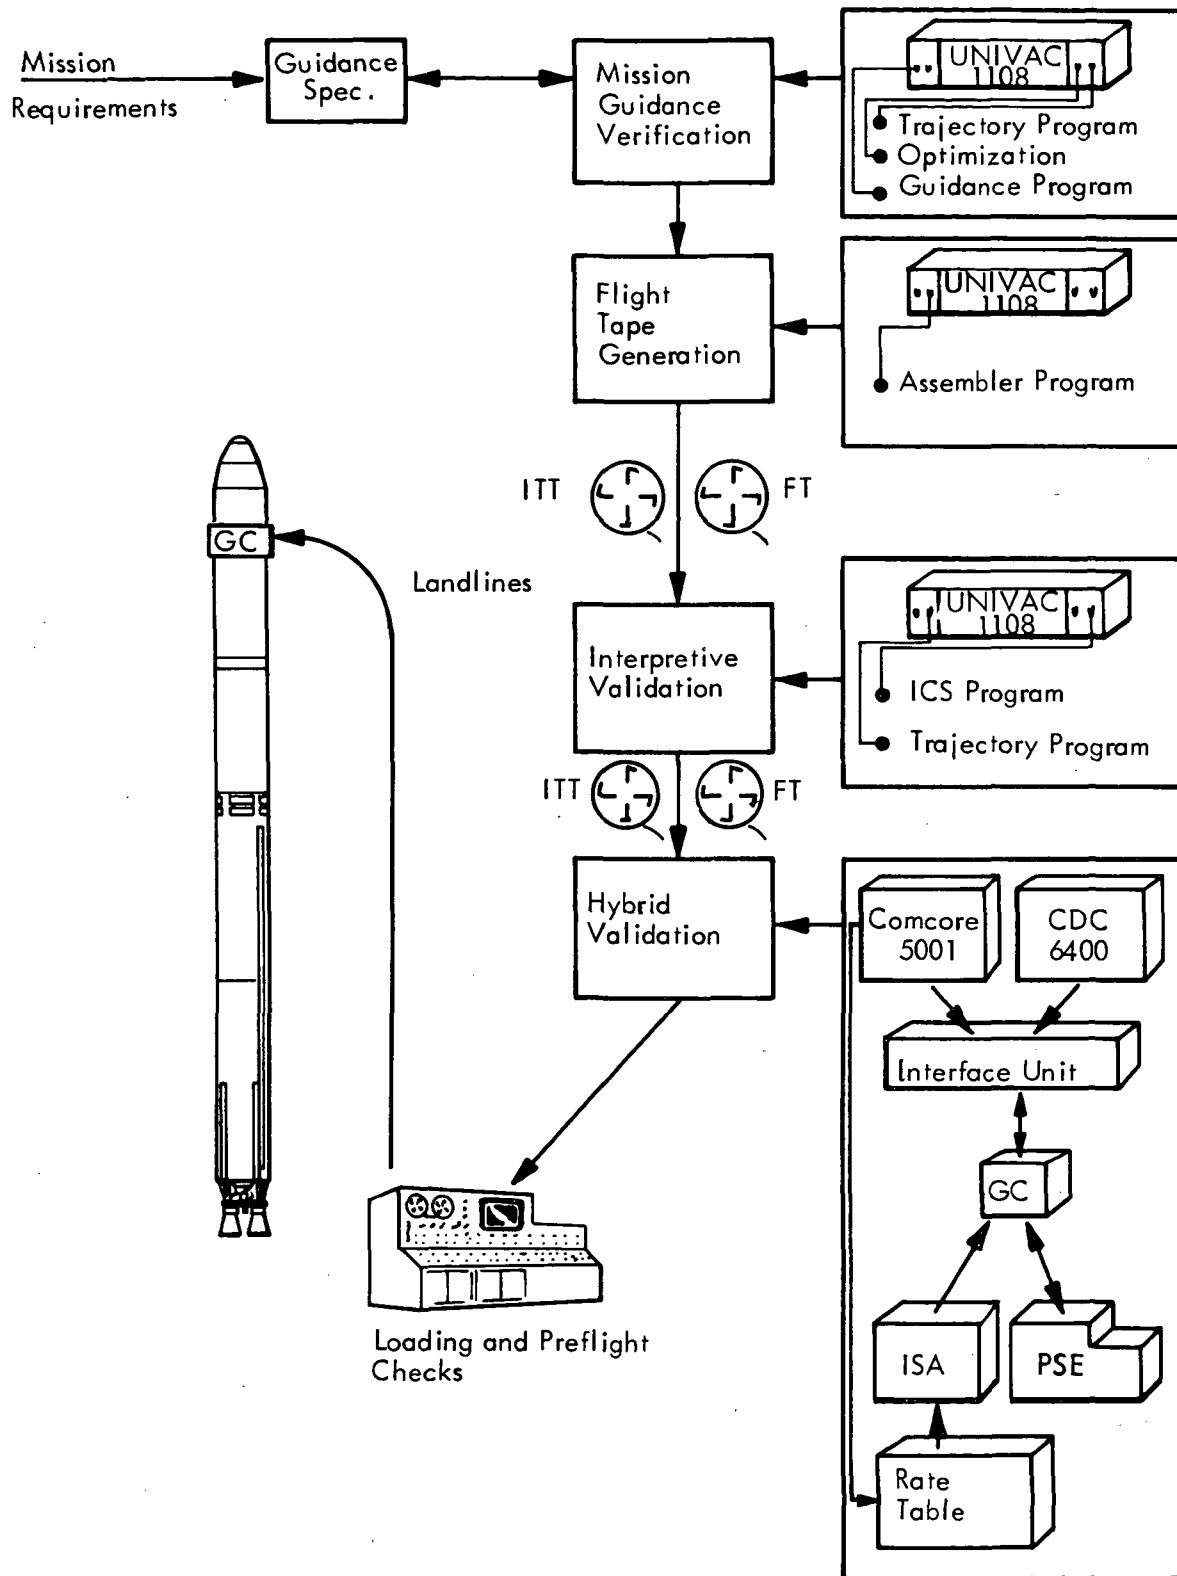 Mission
Requirements
Guidance
Spec.
Mission
Guidance
Verification
UNIVAC
1108
Trajectory Program
Optimization
Guidance Program
Flight
Tape
Generation
UNIVAC
1108
Assembler Program
ITT
FT
GC
Landlines
Interpretive
Validation
UNIVAC
1108
ICS Program
Trajectory Program
ITT
FT
Hybrid
Validation
Comcore
5001
CDC
6400
Interface Unit
GC
ISA
PSE
Rate
Table
Loading and Preflight
Checks